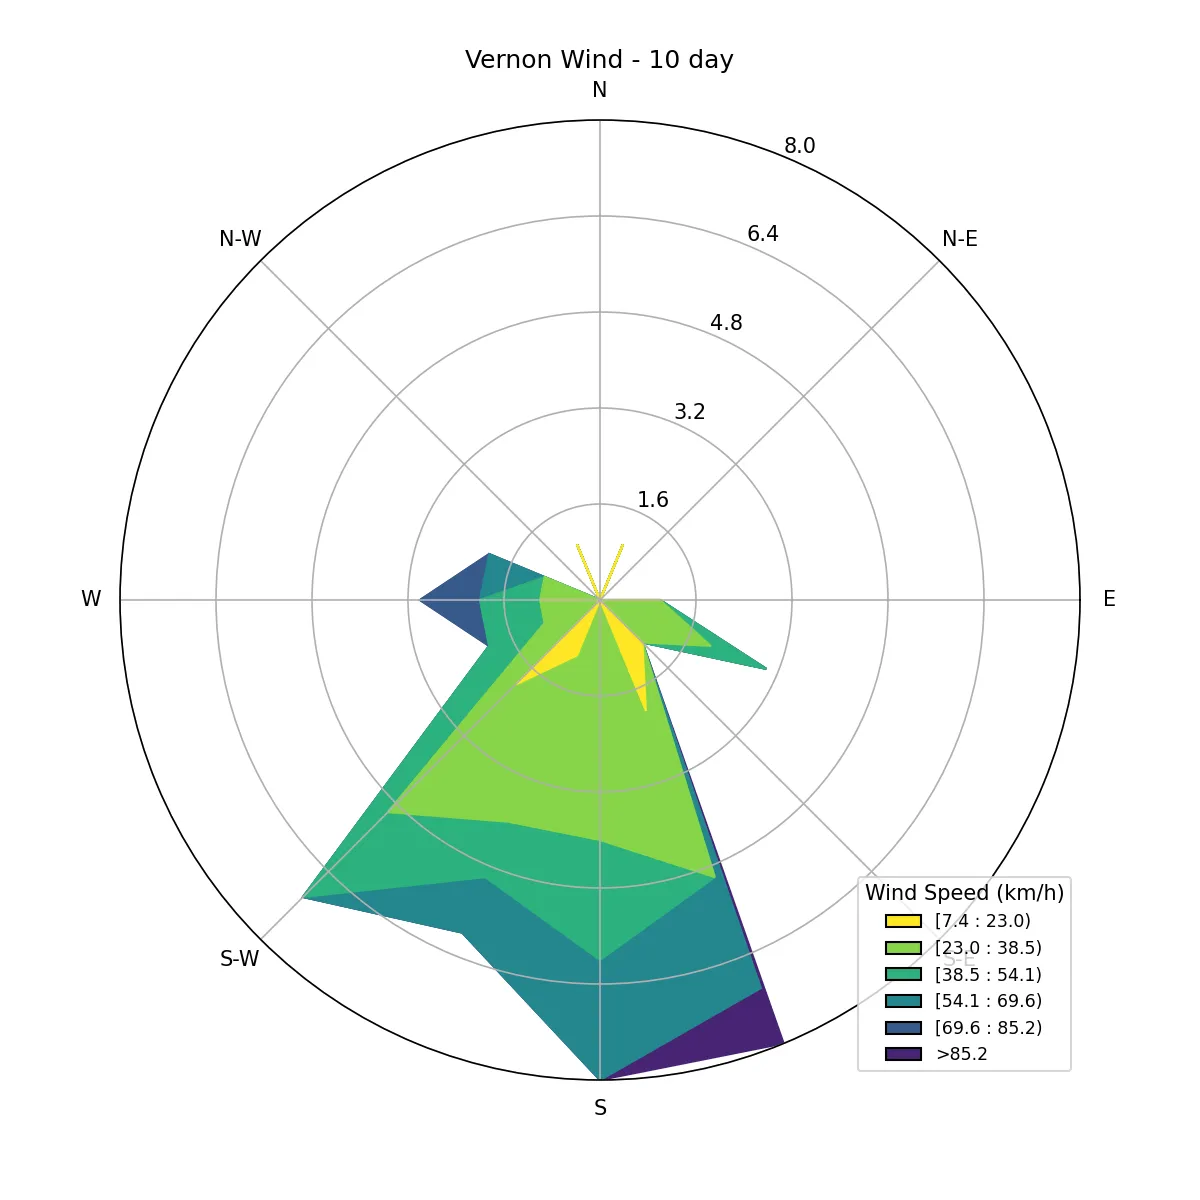 Vernon Wind - 10 day
N
8.0
N-W
N-E
6.4
4.8
3.2
1.6
W
E
S-W
S-E
S
Wind Speed (km/h)
[7.4 : 23.0)
[23.0 : 38.5)
[38.5 : 54.1)
[54.1 : 69.6)
[69.6 : 85.2)
>85.2